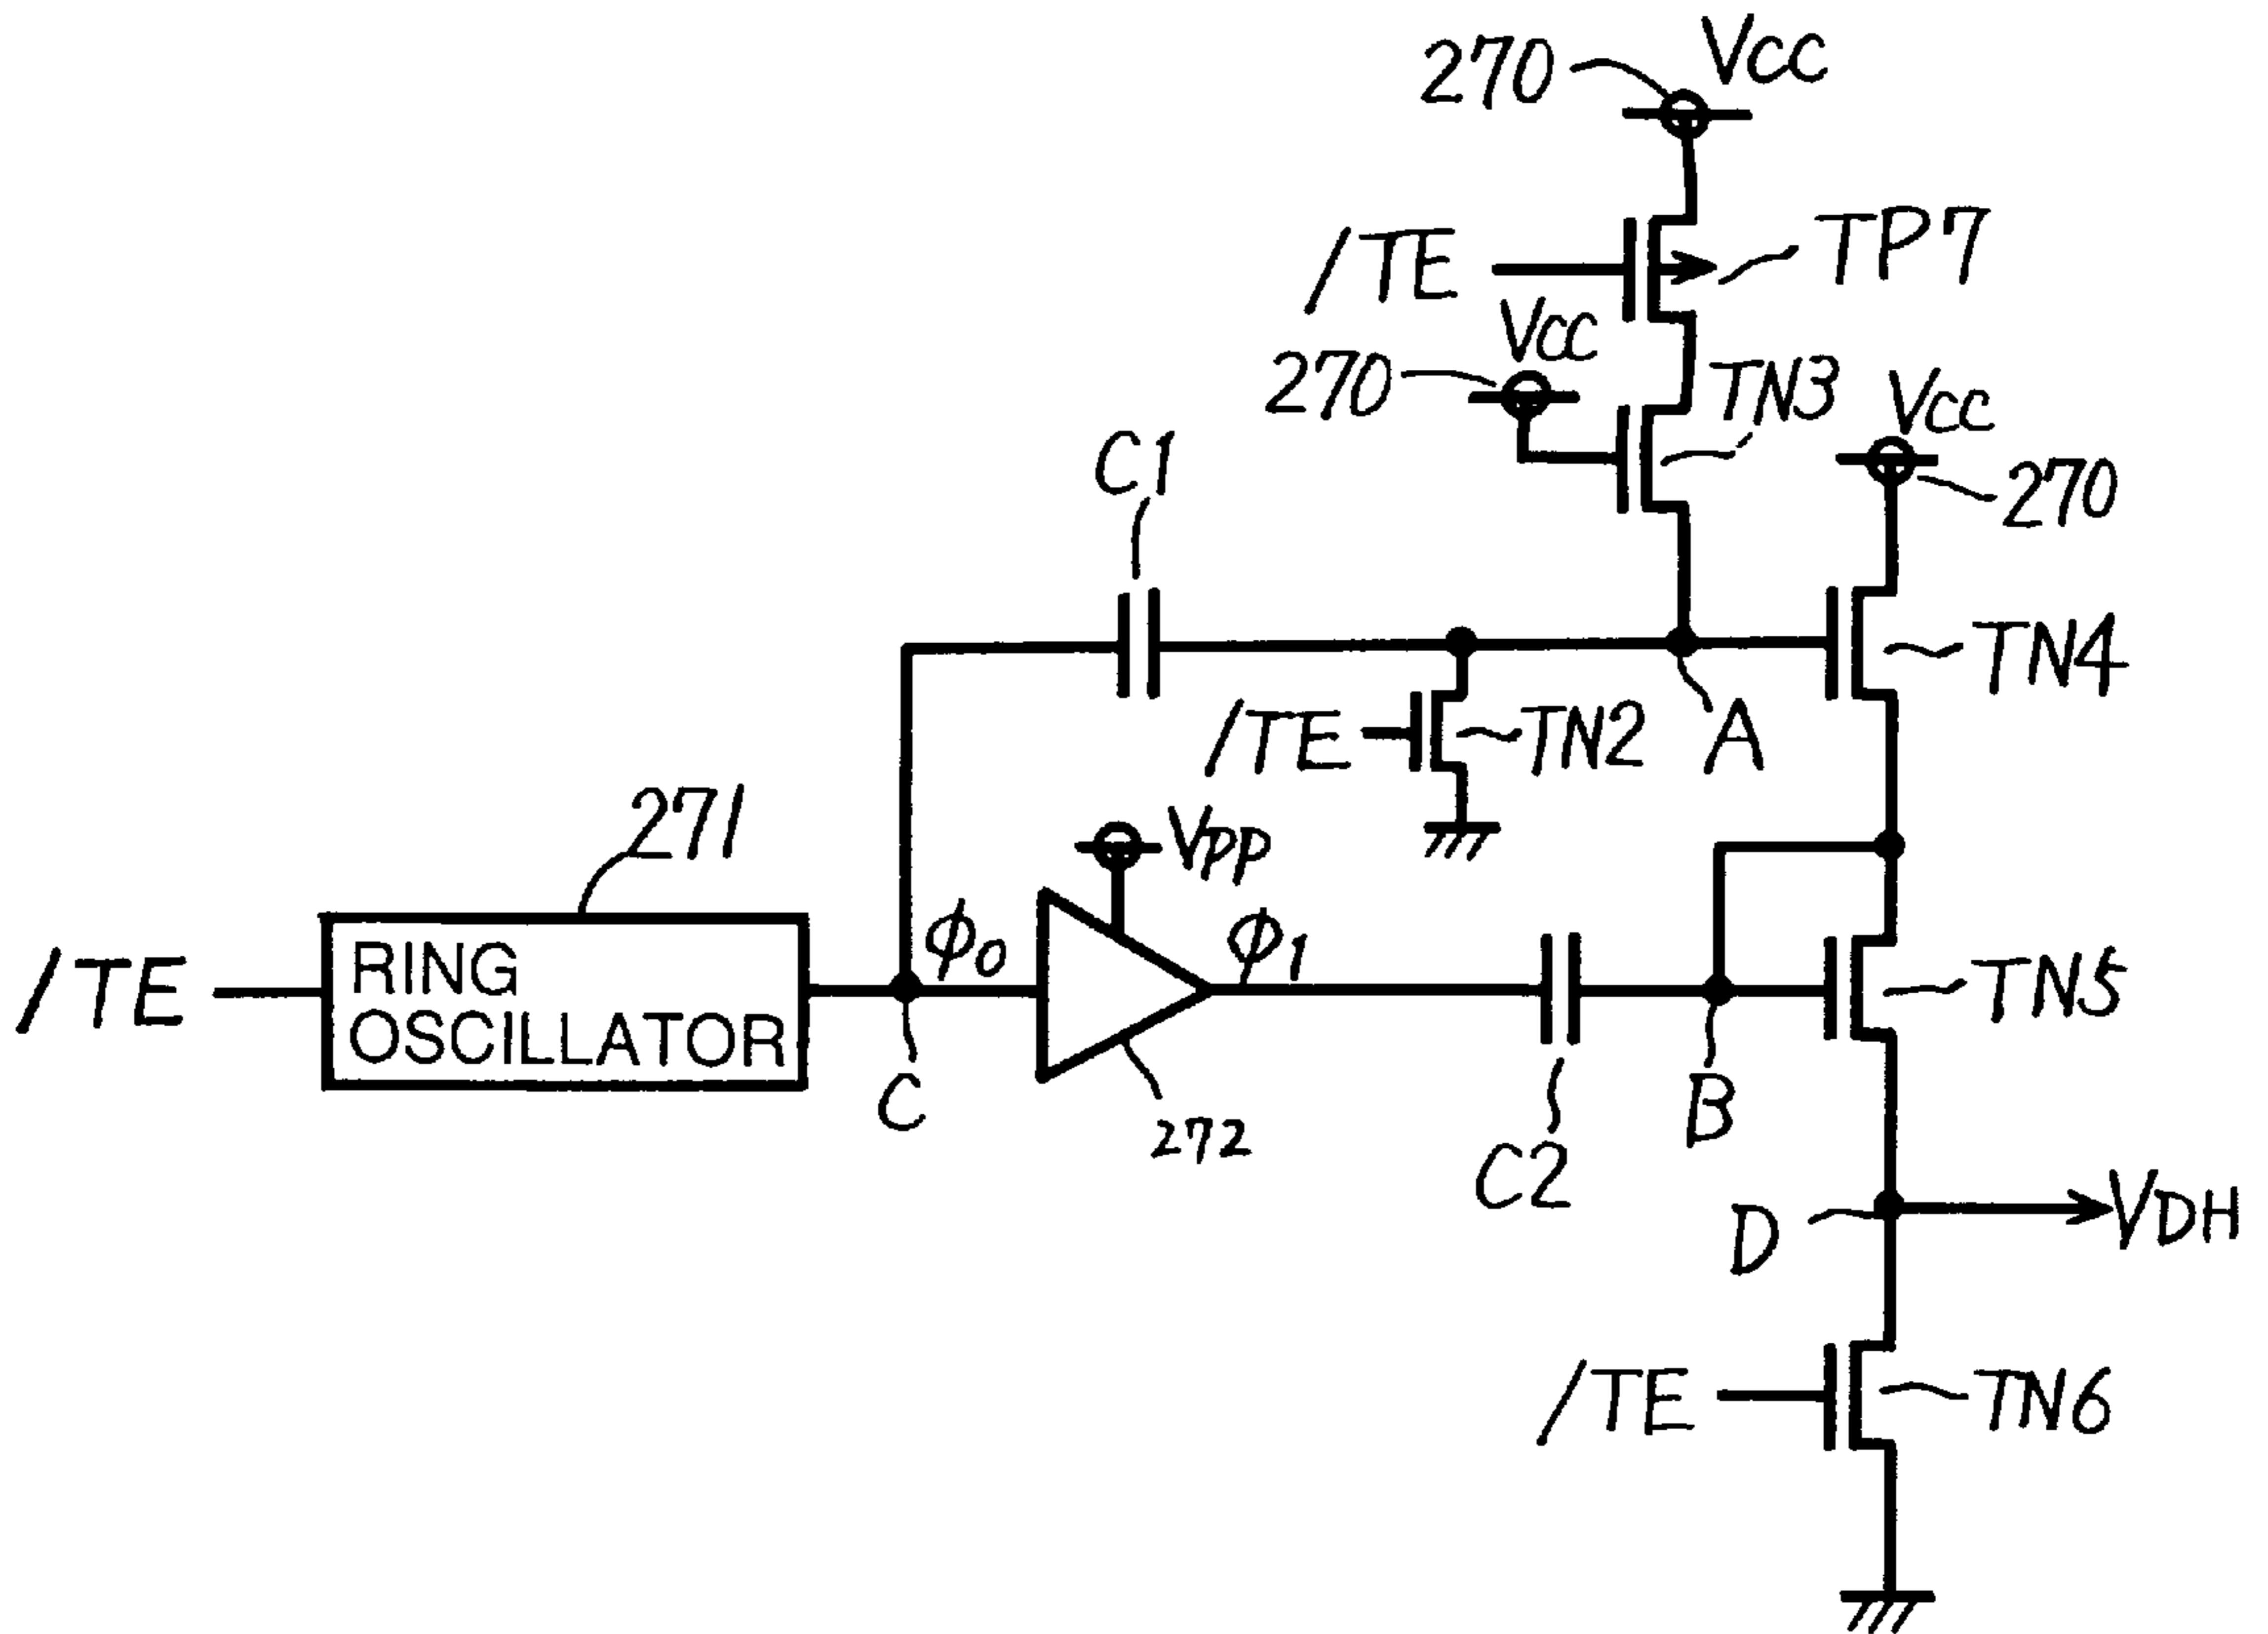 270 VCC
/TE TP7
VCC
270 TN3 VCC
C1 270
TN4
/TE TN2 A
271 VPP
/TE RING OSCILLATOR φ0 φ1 TN5
C 272 C2 B
D VDH
/TE TN6